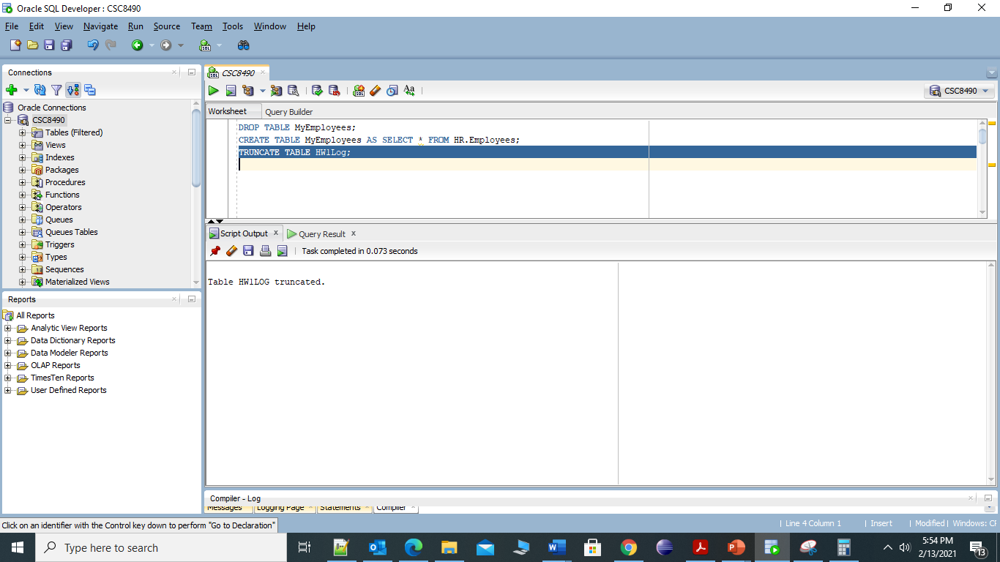 Oracle SQL Developer : CSC8490
File Edit View Navigate Run Source Team Tools Window Help
Connections
Oracle Connections
CSC8490
Tables (Filtered)
Views
Indexes
Packages
Procedures
Functions
Operators
Queues
Queues Tables
Triggers
Types
Sequences
Materialized Views
Reports
All Reports
Analytic View Reports
Data Dictionary Reports
Data Modeler Reports
OLAP Reports
TimesTen Reports
User Defined Reports
CSC8490
CSC8490
Worksheet Query Builder
DROP TABLE MyEmployees;
CREATE TABLE MyEmployees AS SELECT * FROM HR.Employees;
TRUNCATE TABLE HW1Log;
Script Output x Query Result x
Task completed in 0.073 seconds
Table HW1LOG truncated.
Compiler - Log
Messages Logging Page Statements Compiler
Click on an identifier with the Control key down to perform "Go to Declaration"
Line 4 Column 1 Insert Modified Windows:
Type here to search
5:54 PM
2/13/2021
13